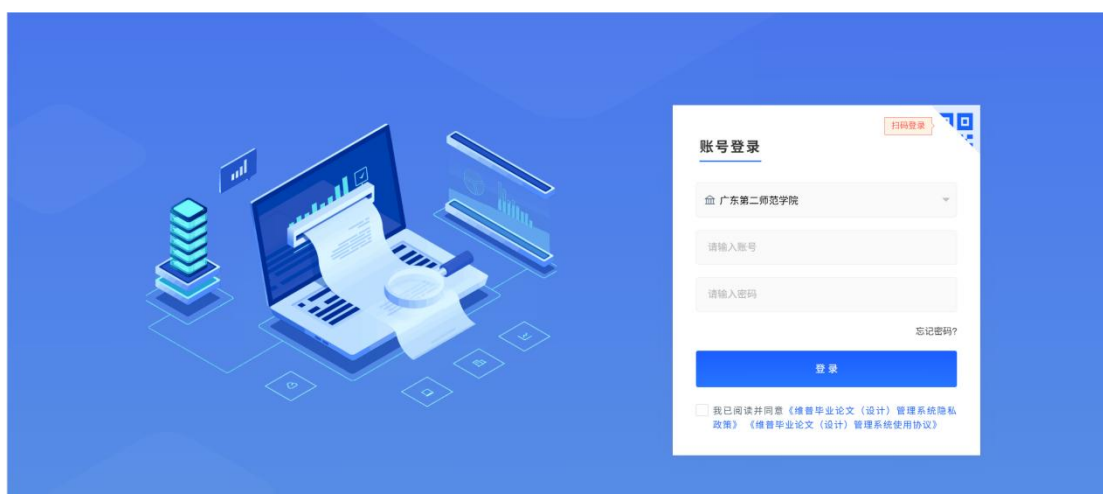 扫码登录
账号登录
广东第二师范学院
请输入账号
请输入密码
忘记密码?
登 录
我已阅读并同意《维普毕业论文（设计）管理系统隐私
政策》 《维普毕业论文（设计）管理系统使用协议》